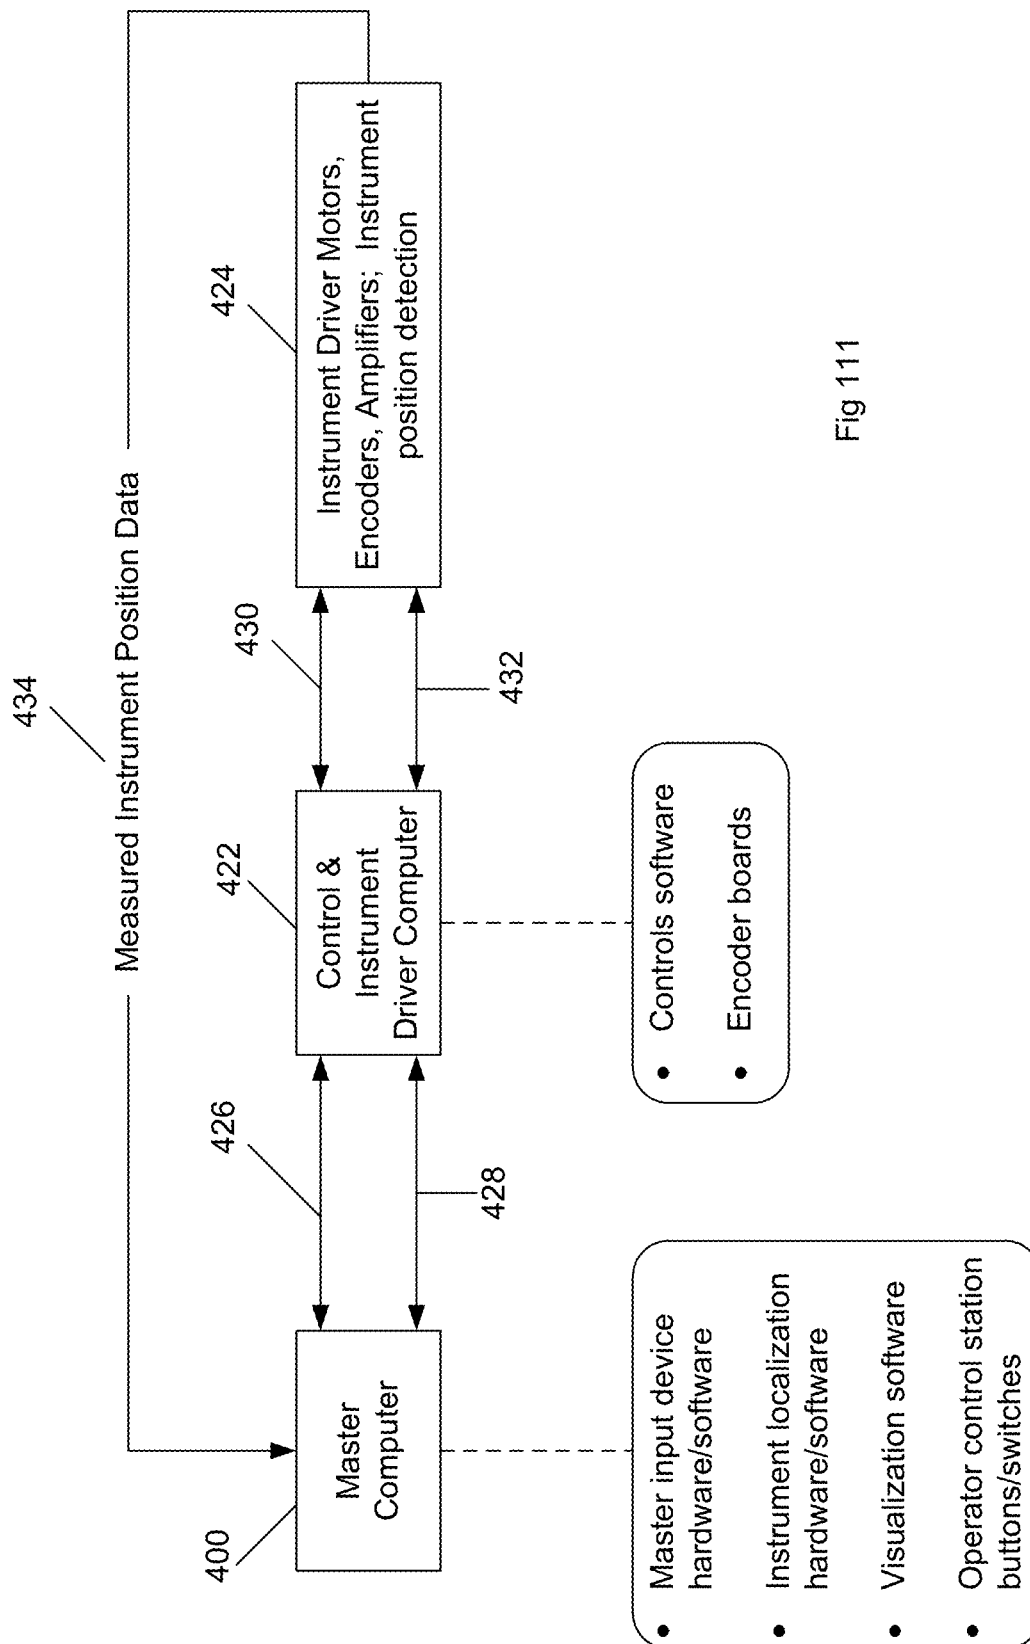 434
Measured Instrument Position Data
400
Master
Computer
426
428
422
Control &
Instrument
Driver Computer
430
432
424
Instrument Driver Motors,
Encoders, Amplifiers; Instrument
position detection
• Master input device
hardware/software
• Instrument localization
hardware/software
• Visualization software
• Operator control station
buttons/switches
• Controls software
• Encoder boards
Fig 111